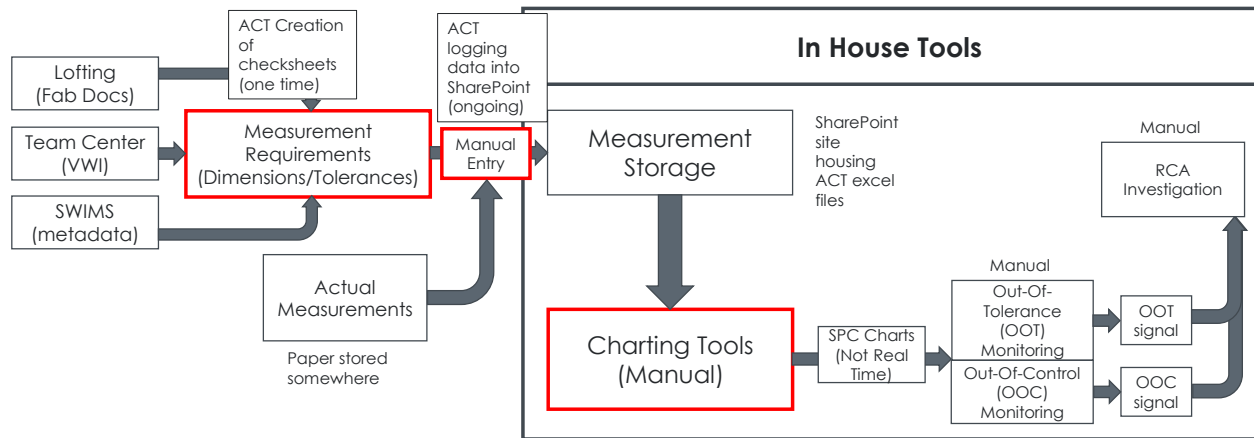 ACT Creation
of
checksheets
(one time)
ACT
logging
data into
SharePoint
(ongoing)
In House Tools
Lofting
(Fab Docs)
Team Center
(VWI)
SWIMS
(metadata)
Measurement
Requirements
(Dimensions/Tolerances)
Manual
Entry
Actual
Measurements
Paper stored
somewhere
Measurement
Storage
SharePoint
site
housing
ACT excel
files
Charting Tools
(Manual)
SPC Charts
(Not Real
Time)
Manual
Out-Of-
Tolerance
(OOT)
Monitoring
Out-Of-Control
(OOC)
Monitoring
OOT
signal
OOC
signal
Manual
RCA
Investigation